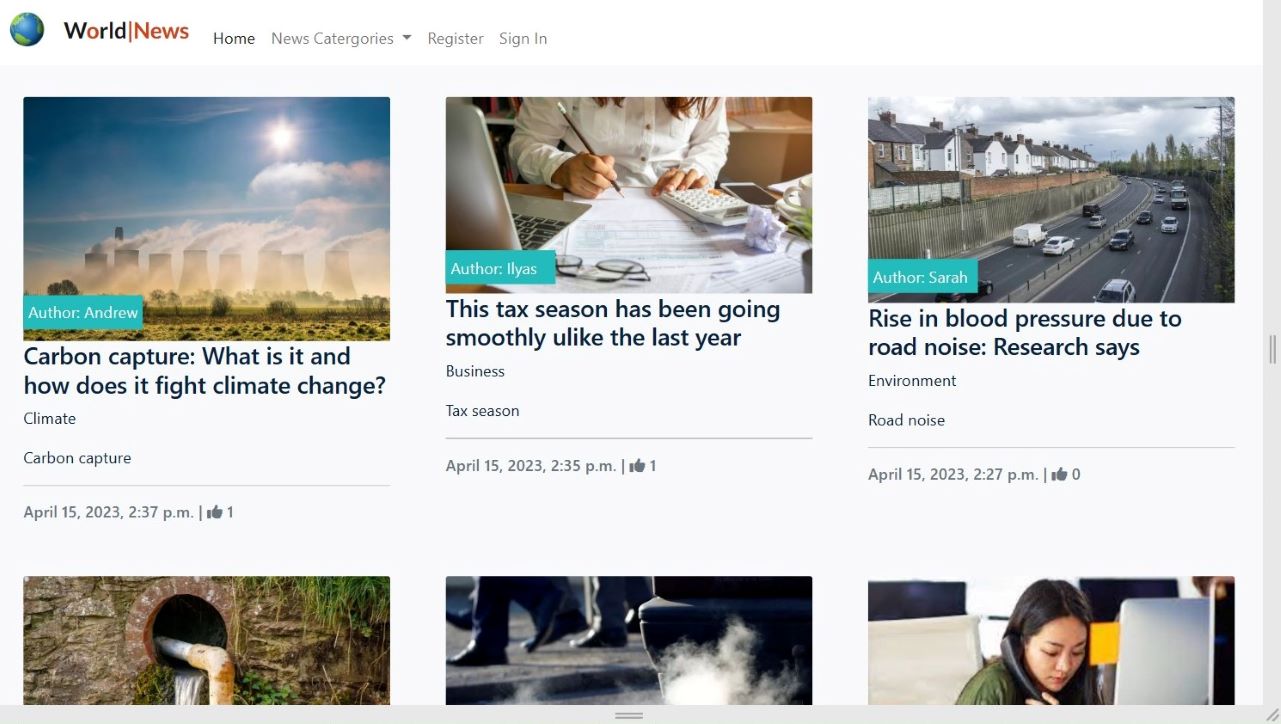 World|News
Home
News Catergories
Register
Sign In
Author: Andrew
Carbon capture: What is it and
how does it fight climate change?
Climate
Carbon capture
April 15, 2023, 2:37 p.m. | 1
Author: Ilyas
This tax season has been going
smoothly ulike the last year
Business
Tax season
April 15, 2023, 2:35 p.m. | 1
Author: Sarah
Rise in blood pressure due to
road noise: Research says
Environment
Road noise
April 15, 2023, 2:27 p.m. | 0